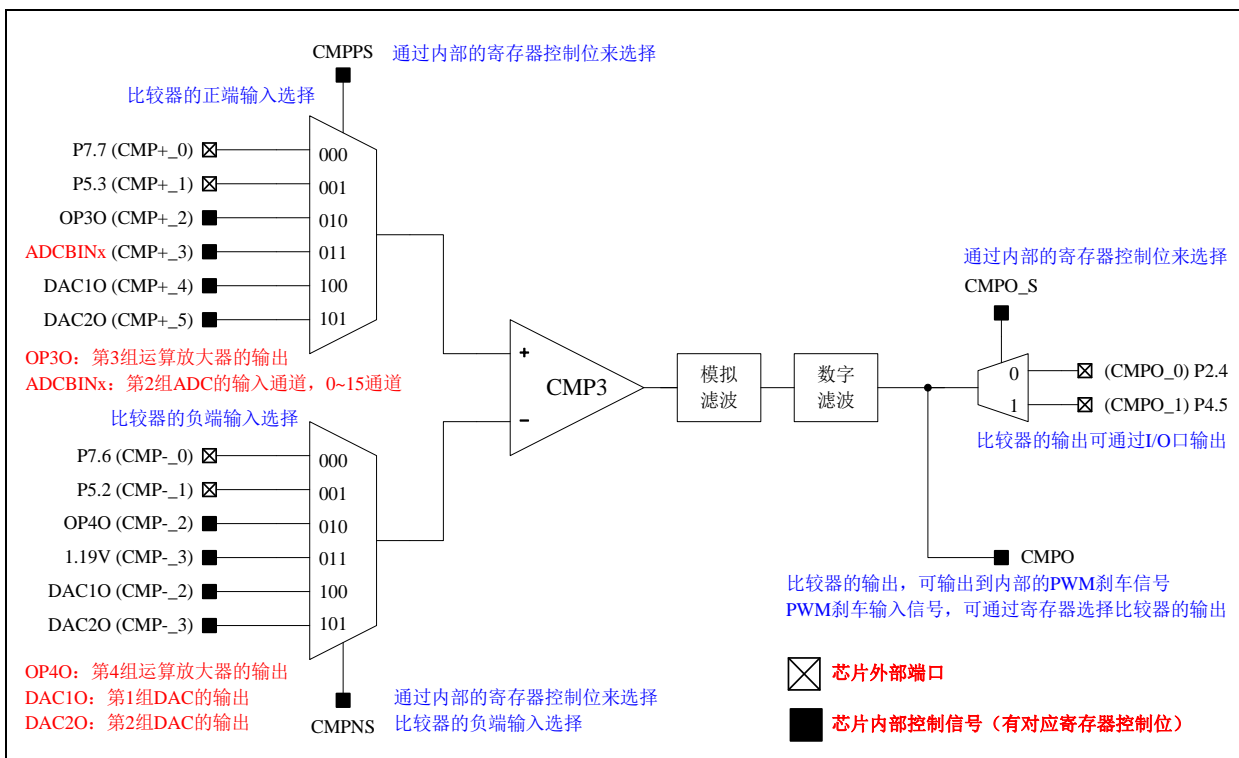 CMPPS
通过内部的寄存器控制位来选择
比较器的正端输入选择
P7.7 (CMP+_0)
000
P5.3 (CMP+_1)
001
OP3O (CMP+_2)
010
ADCBINx (CMP+_3)
011
DAC1O (CMP+_4)
100
DAC2O (CMP+_5)
101
OP3O：第3组运算放大器的输出
ADCBINx：第2组ADC的输入通道，0~15通道
比较器的负端输入选择
P7.6 (CMP-_0)
000
P5.2 (CMP-_1)
001
OP4O (CMP-_2)
010
1.19V (CMP-_3)
011
DAC1O (CMP-_2)
100
DAC2O (CMP-_3)
101
OP4O：第4组运算放大器的输出
DAC1O：第1组DAC的输出
DAC2O：第2组DAC的输出
CMPNS
通过内部的寄存器控制位来选择
比较器的负端输入选择
+
−
CMP3
模拟
滤波
数字
滤波
通过内部的寄存器控制位来选择
CMPO_S
0
(CMPO_0) P2.4
1
(CMPO_1) P4.5
比较器的输出可通过I/O口输出
CMPO
比较器的输出，可输出到内部的PWM刹车信号
PWM刹车输入信号，可通过寄存器选择比较器的输出
芯片外部端口
芯片内部控制信号（有对应寄存器控制位）